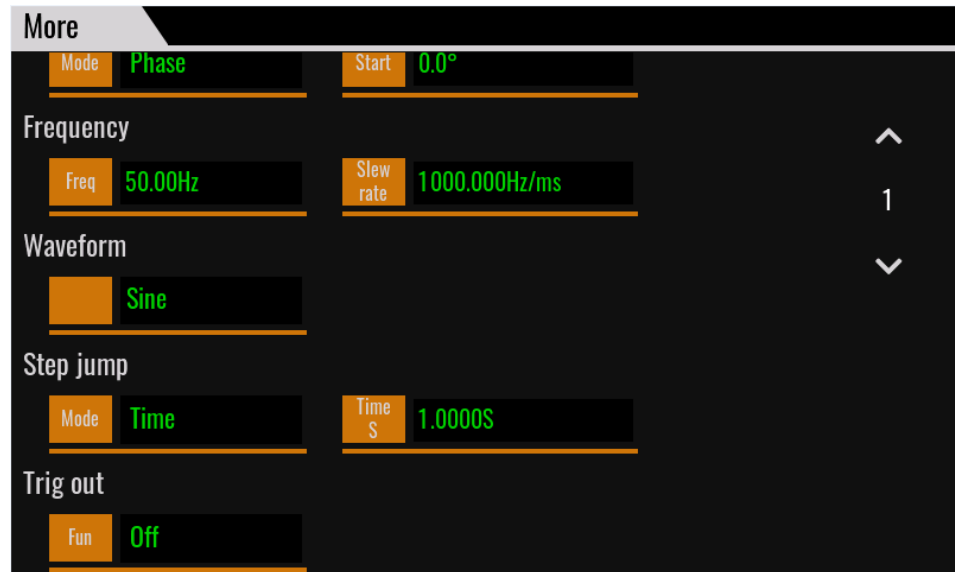 More
Mode Phase Start 0.0°
Frequency
Freq 50.00Hz Slew rate 1000.000Hz/ms
1
Waveform
Sine
Step jump
Mode Time Time S 1.0000S
Trig out
Fun Off